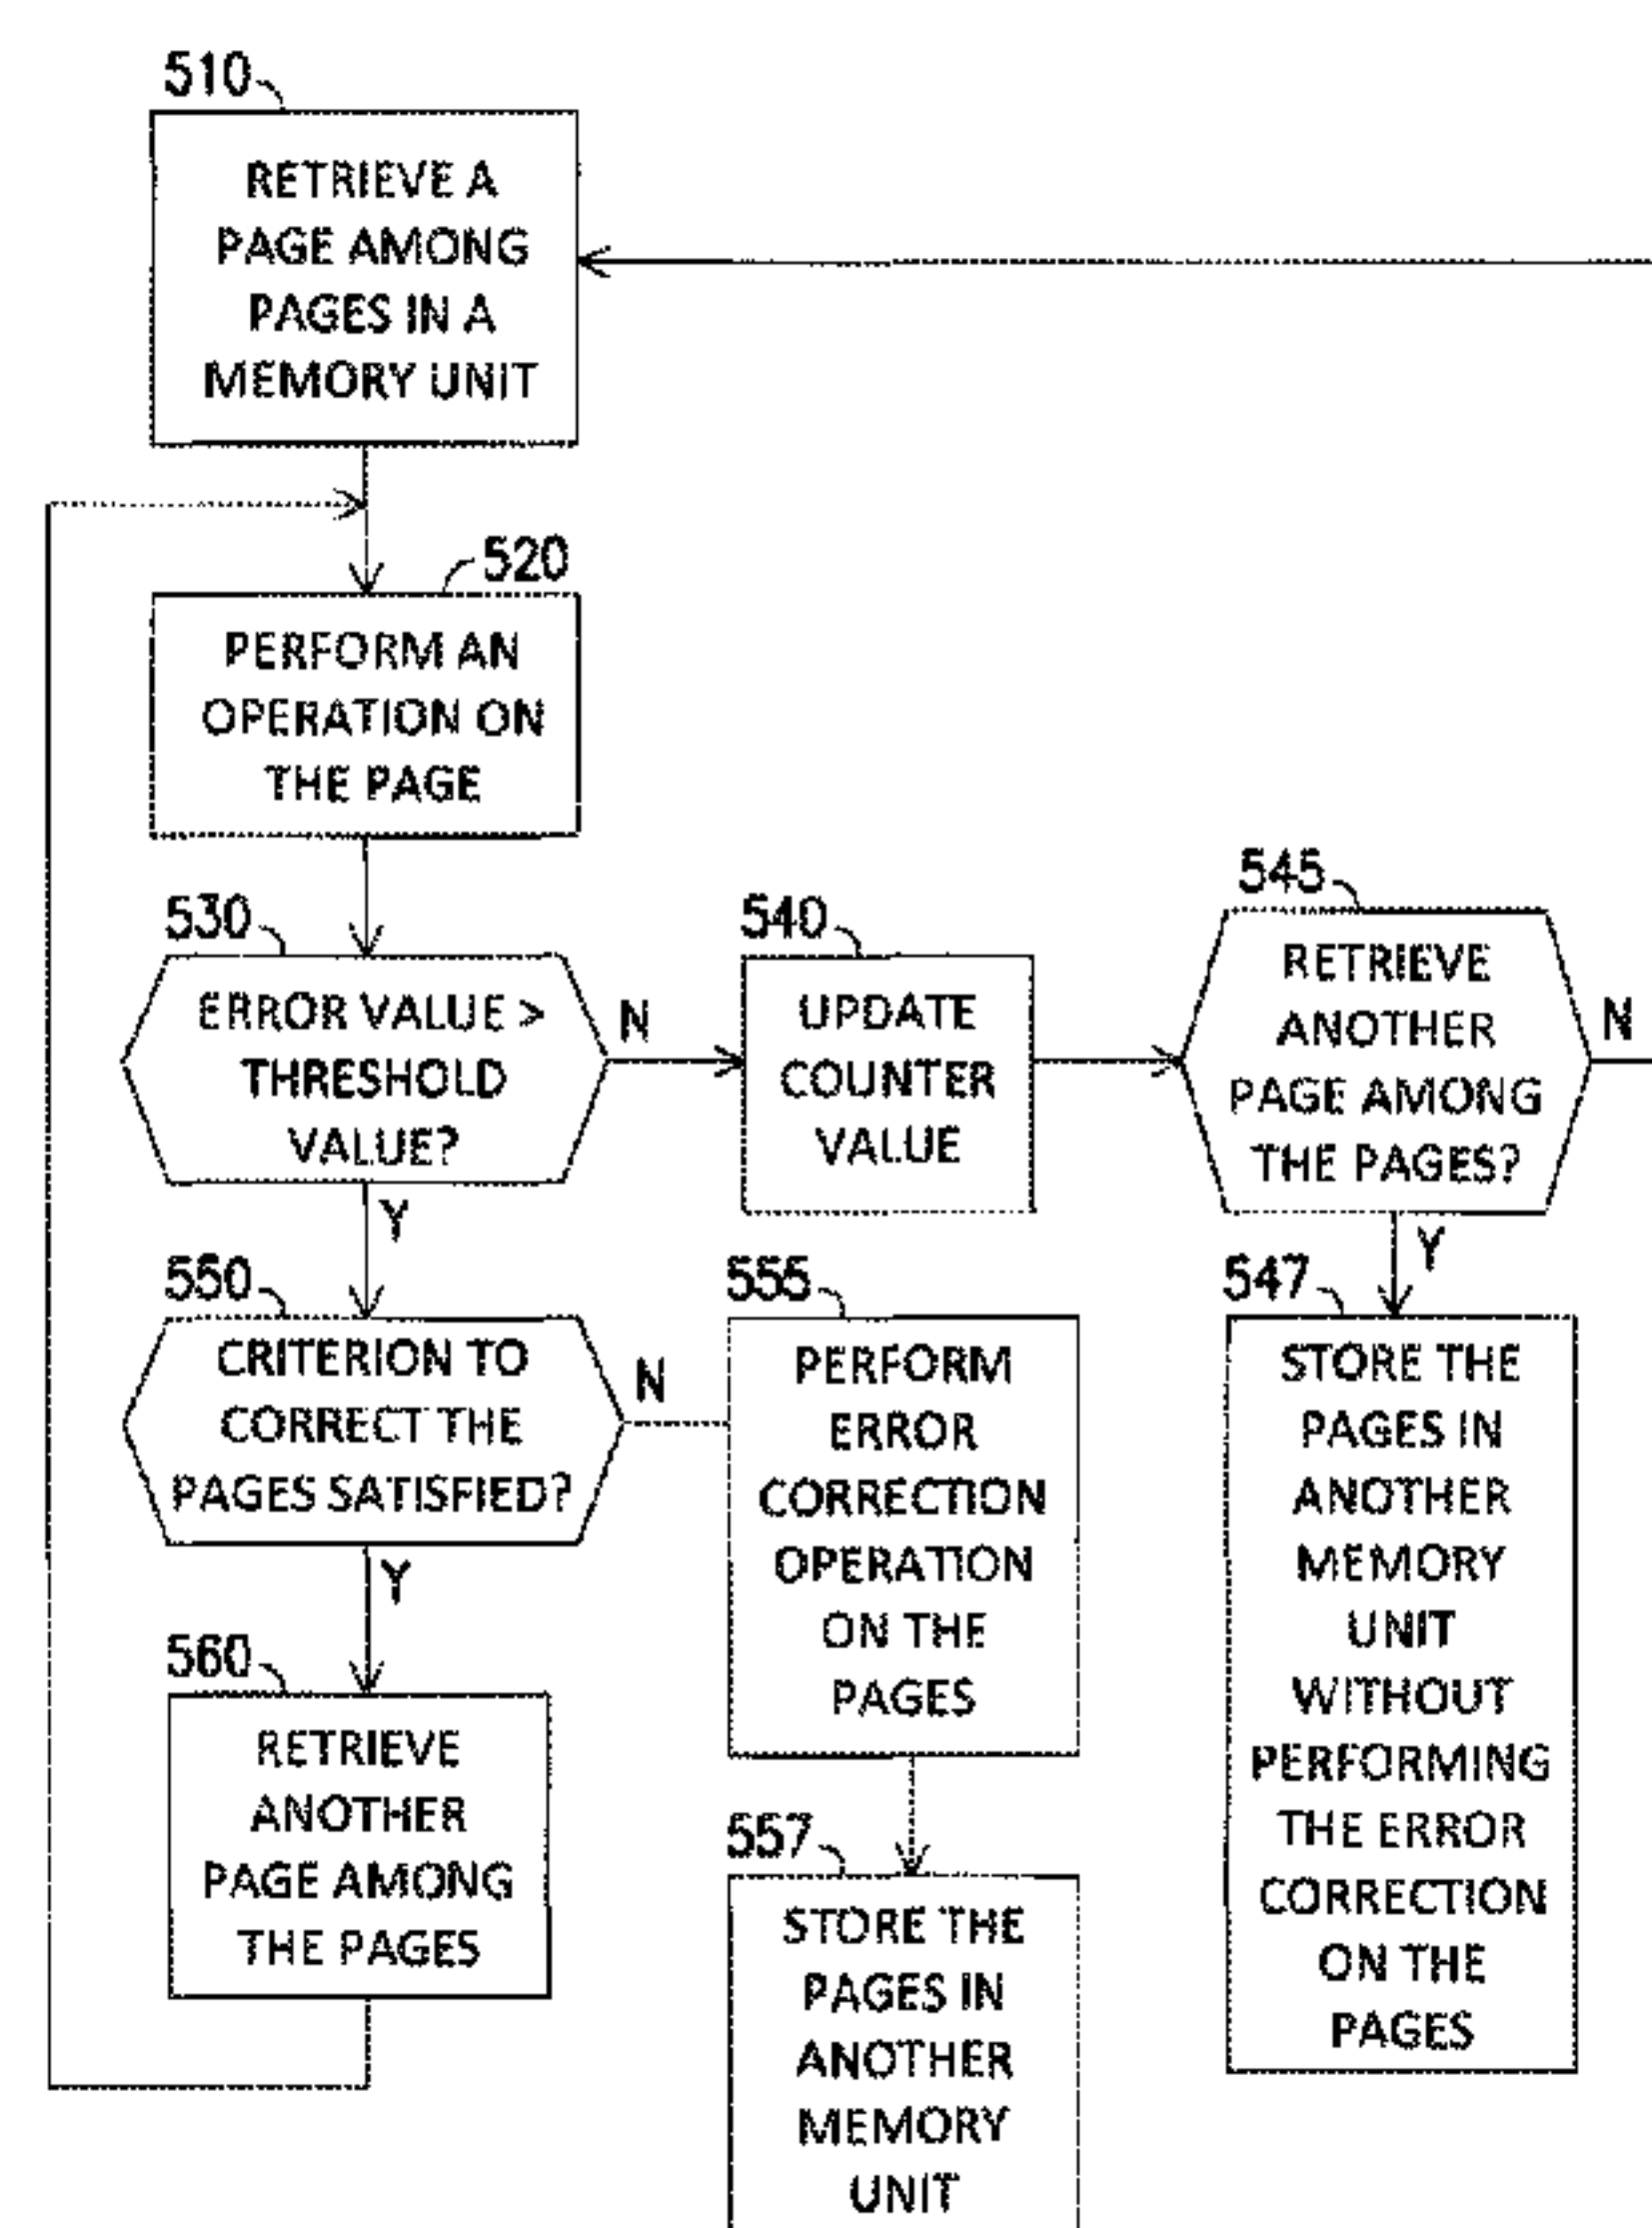 510
RETRIEVE A
PAGE AMONG
PAGES IN A
MEMORY UNIT
520
PERFORM AN
OPERATION ON
THE PAGE
530
ERROR VALUE >
THRESHOLD
VALUE?
N
Y
540
UPDATE
COUNTER
VALUE
545
RETRIEVE
ANOTHER
PAGE AMONG
THE PAGES?
N
Y
550
CRITERION TO
CORRECT THE
PAGES SATISFIED?
N
Y
555
PERFORM
ERROR
CORRECTION
OPERATION
ON THE
PAGES
547
STORE THE
PAGES IN
ANOTHER
MEMORY
UNIT
WITHOUT
PERFORMING
THE ERROR
CORRECTION
ON THE
PAGES
560
RETRIEVE
ANOTHER
PAGE AMONG
THE PAGES
557
STORE THE
PAGES IN
ANOTHER
MEMORY
UNIT